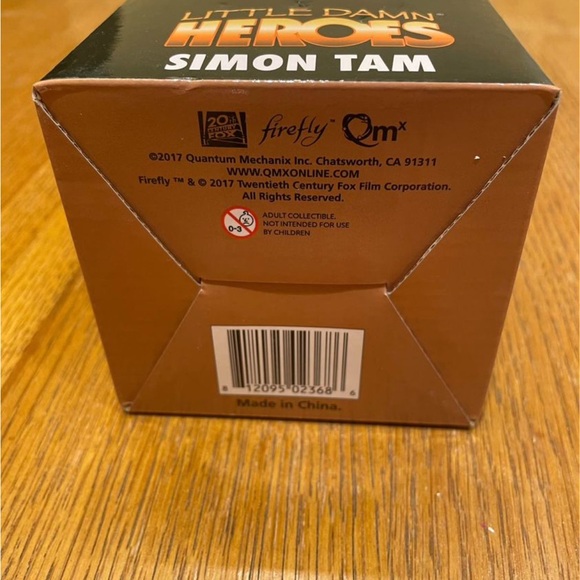 LITTLE DAMN®
HEROES
SIMON TAM
20th CENTURY FOX firefly™ Qmx
©2017 Quantum Mechanix Inc. Chatsworth, CA 91311
WWW.QMXONLINE.COM
Firefly ™ & © 2017 Twentieth Century Fox Film Corporation.
All Rights Reserved.
0-3
ADULT COLLECTIBLE.
NOT INTENDED FOR USE
BY CHILDREN
8 12095 02368 6
Made in China.